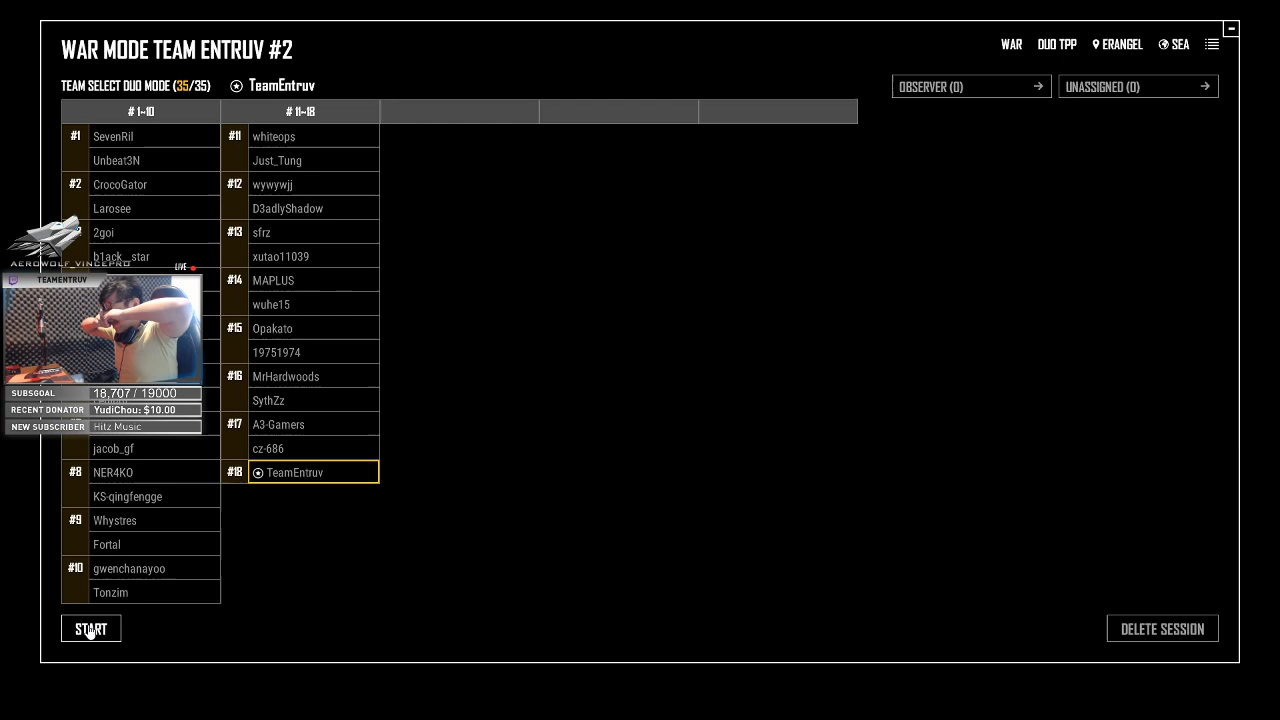 WAR MODE TEAM ENTRUV #2
WAR DUO TPP ERANGEL SEA
TEAM SELECT DUO MODE (35/35) TeamEntruv
OBSERVER (0) UNASSIGNED (0)
# 1~10 # 11~18
#1 SevenRil #11 whiteops
Unbeat3N Just_Tung
#2 CrocoGator #12 wywywjj
Larosee D3adlyShadow
2goi #13 sfrz
b1ack__star xutao11039
AEROWOLF_VINCEPRO
LIVE
TEAMENTRUV
#14 MAPLUS
wuhe15
#15 Opakato
19751974
#16 MrHardwoods
SUBSGOAL 18,707 / 19000
SythZz
RECENT DONATOR YudiChou: $10.00
NEW SUBSCRIBER Hitz Music
#17 A3-Gamers
jacob_gf cz-686
#8 NER4KO #18 TeamEntruv
KS-qingfengge
#9 Whystres
Fortal
#10 gwenchanayoo
Tonzim
START DELETE SESSION